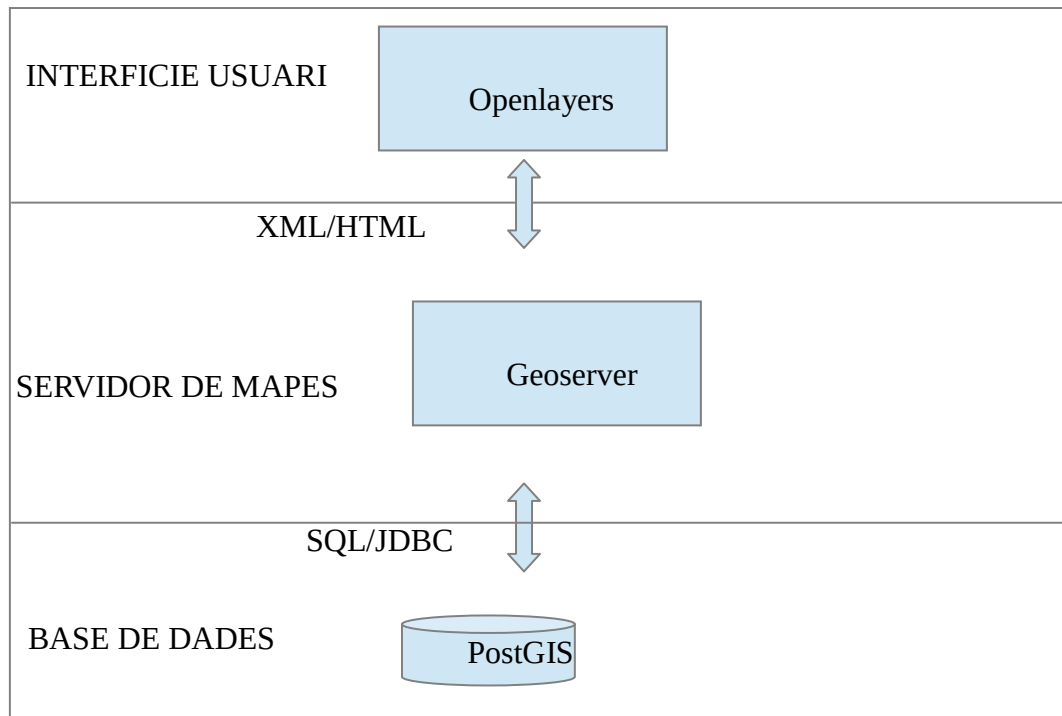 INTERFICIE USUARI
Openlayers
XML/HTML
Geoserver
SERVIDOR DE MAPES
SQL/JDBC
BASE DE DADES
PostGIS